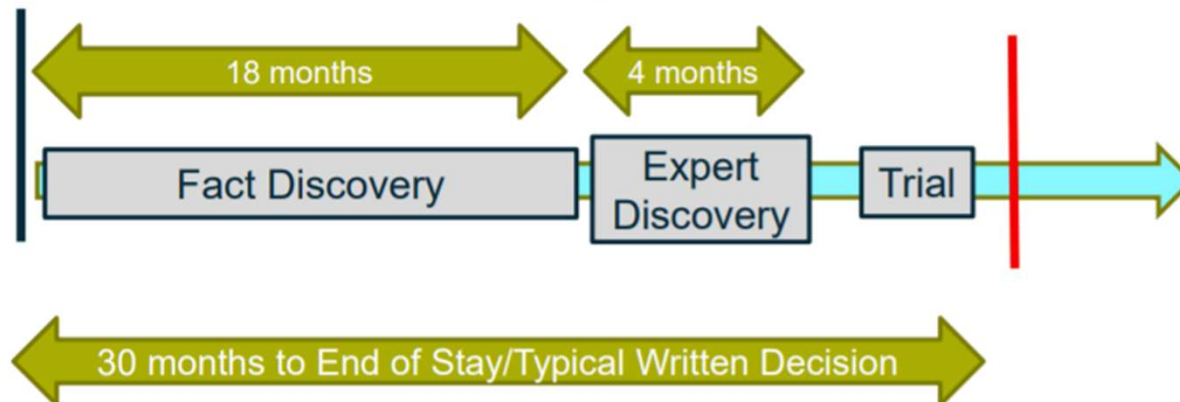 18 months
4 months
Fact Discovery
Expert
Discovery
Trial
30 months to End of Stay/Typical Written Decision